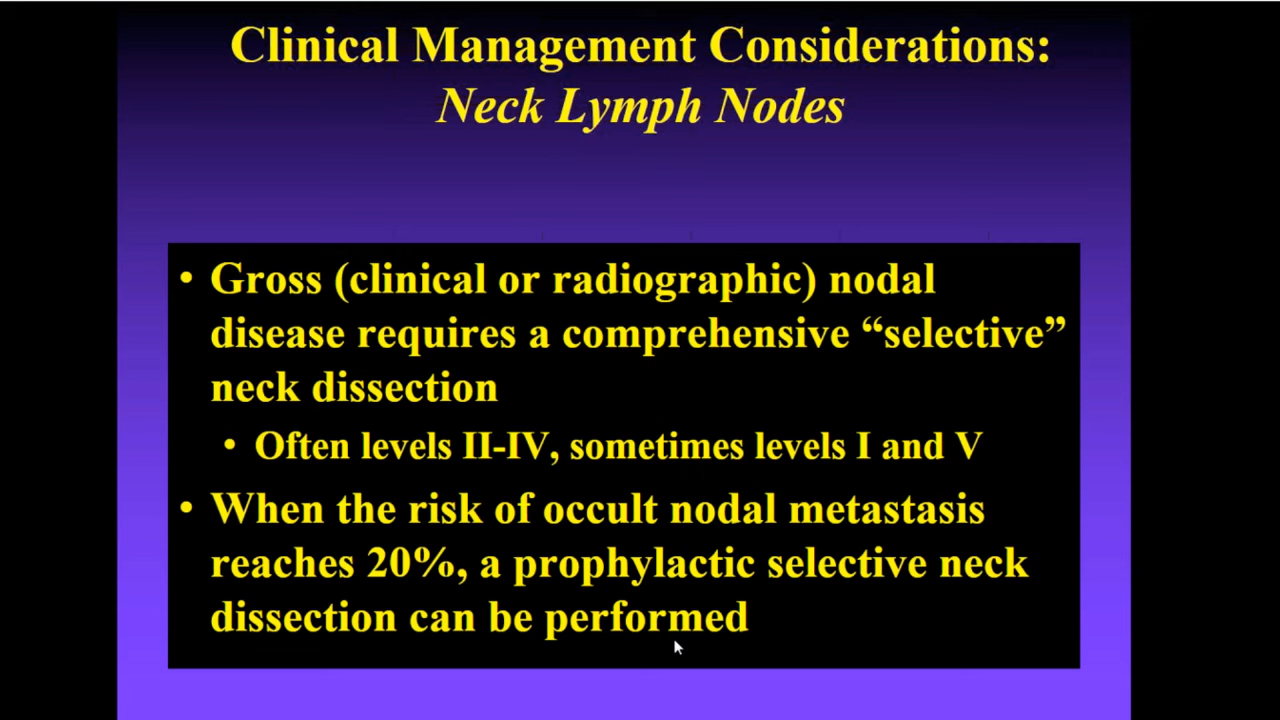 Clinical Management Considerations:
Neck Lymph Nodes
• Gross (clinical or radiographic) nodal
disease requires a comprehensive “selective”
neck dissection
• Often levels II-IV, sometimes levels I and V
• When the risk of occult nodal metastasis
reaches 20%, a prophylactic selective neck
dissection can be performed